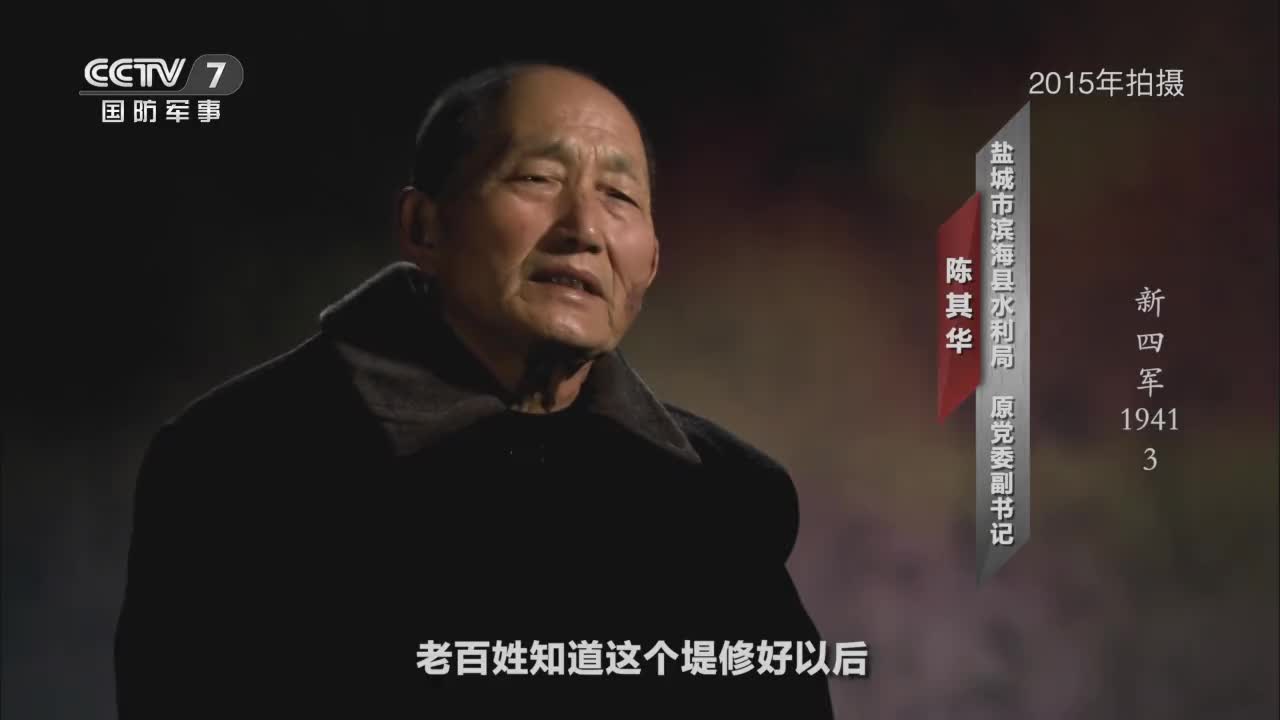 CCTV 7
国防军事
2015年拍摄
盐城市滨海县水利局 原党委副书记
陈其华
新四军
1941
3
老百姓知道这个堤修好以后